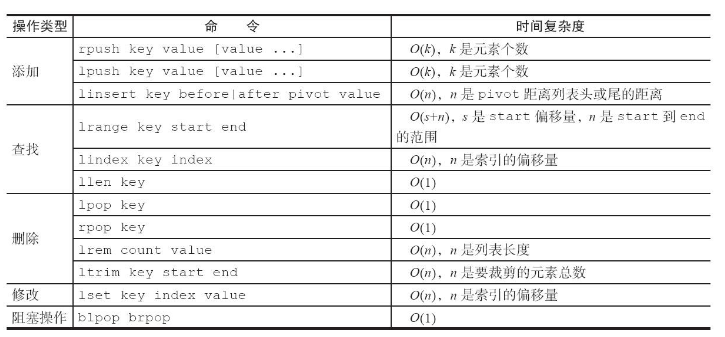 操作类型 命 令 时间复杂度
添加 rpush key value [value ...] O(k)，k 是元素个数
lpush key value [value ...] O(k)，k 是元素个数
linsert key before|after pivot value O(n)，n 是 pivot 距离列表头或尾的距离
查找 lrange key start end O(s+n)，s 是 start 偏移量，n 是 start 到 end
的范围
lindex key index O(n)，n 是索引的偏移量
llen key O(1)
删除 lpop key O(1)
rpop key O(1)
lrem count value O(n)，n 是列表长度
ltrim key start end O(n)，n 是要裁剪的元素总数
修改 lset key index value O(n)，n 是索引的偏移量
阻塞操作 blpop brpop O(1)